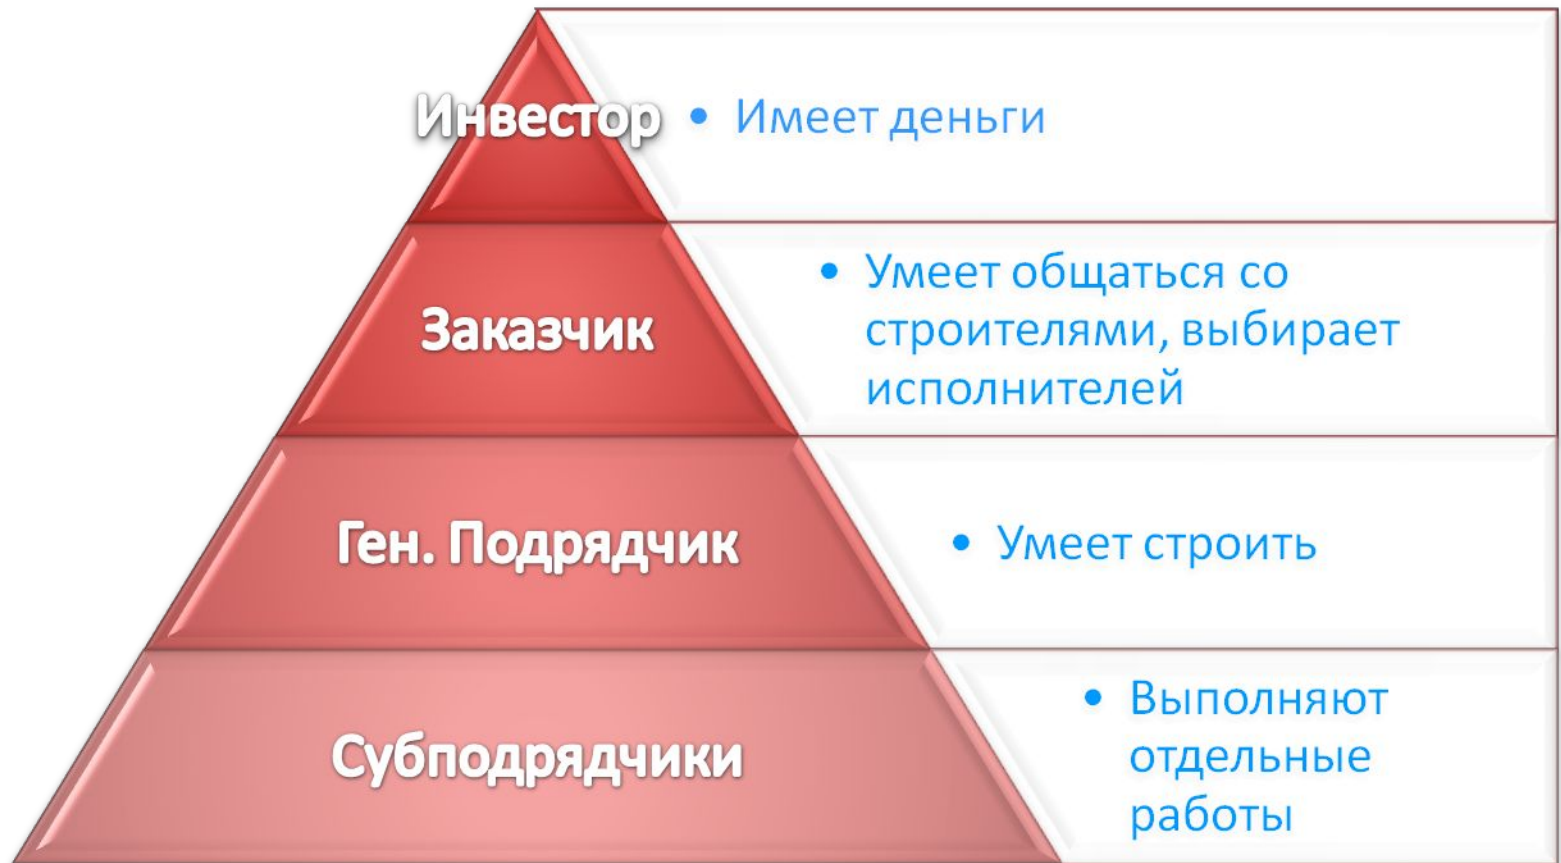 Инвестор
• Имеет деньги
Заказчик
• Умеет общаться со
строителями, выбирает
исполнителей
Ген. Подрядчик
• Умеет строить
Субподрядчики
• Выполняют
отдельные
работы